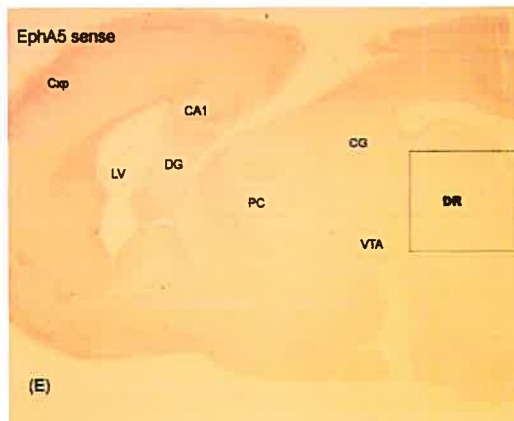 EphA5 sense
Cxp
CA1
CG
DG
LV
PC
DR
VTA
(E)